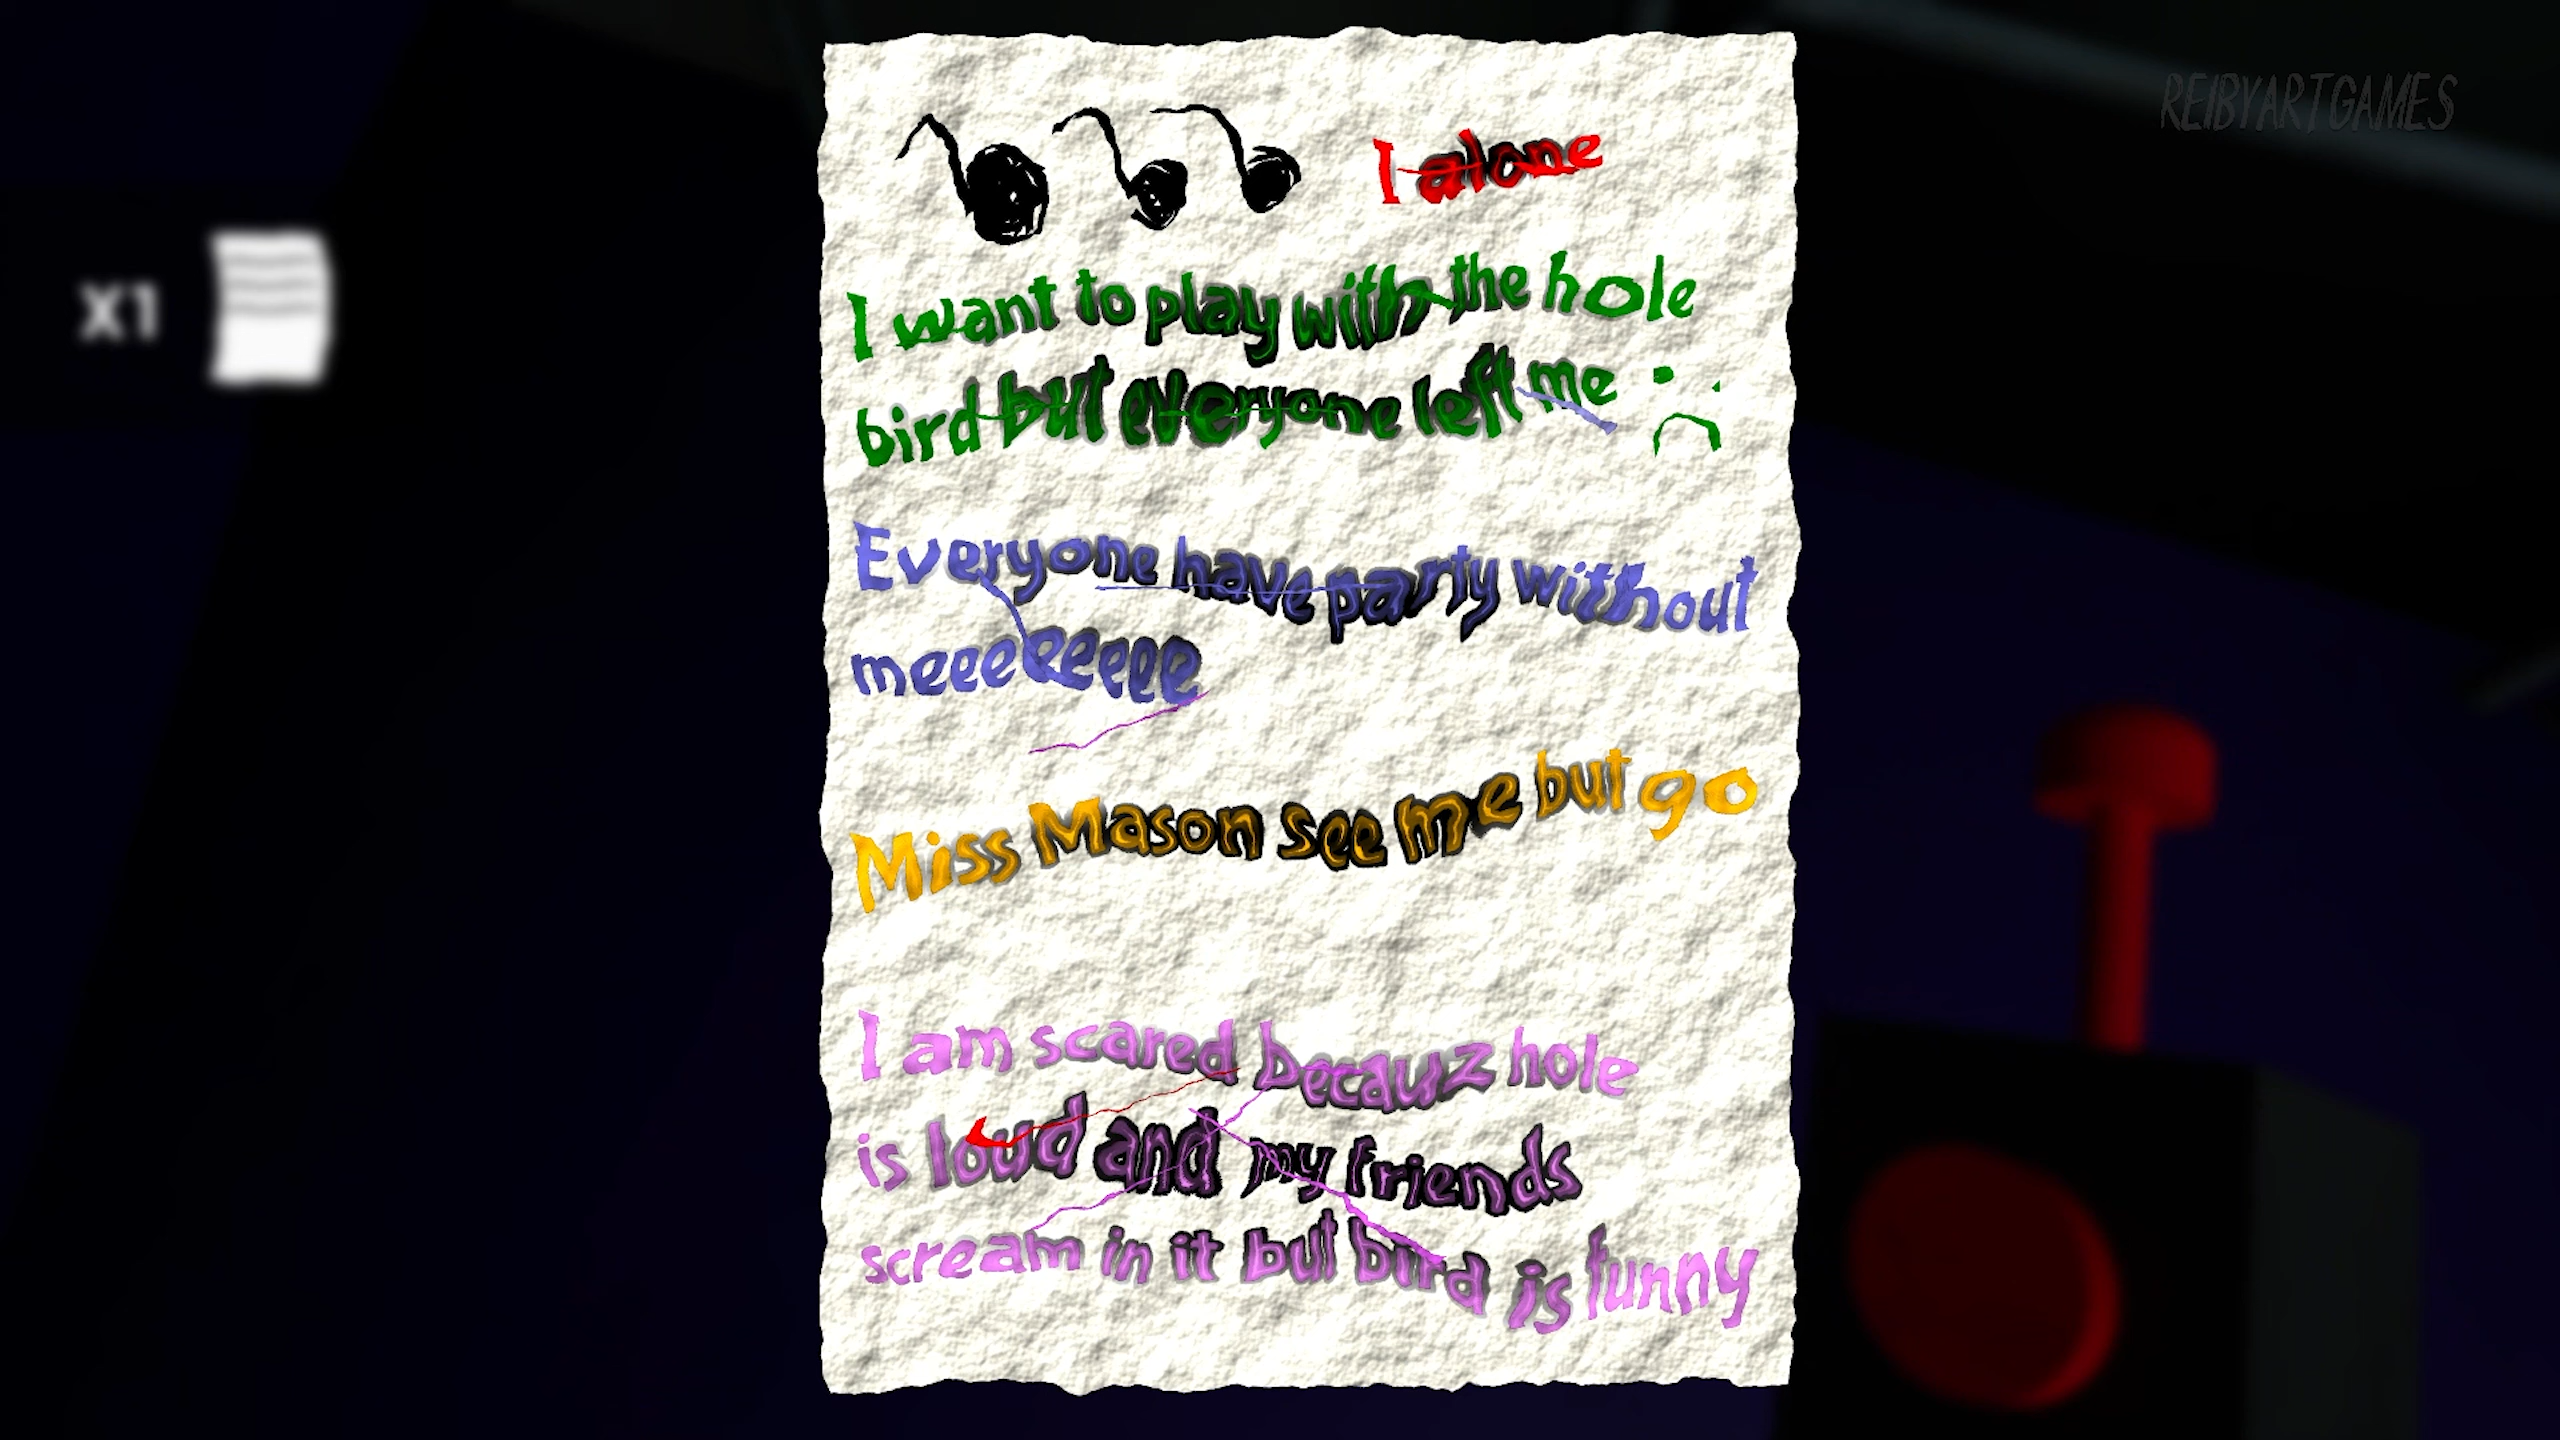 REIBYARTGAMES
X1
I alone
I want to play with the hole
bird but everyone left me :(
Everyone have party without
meeeeeeee
Miss Mason see me but go
I am scared becauz hole
is loud and my friends
scream in it but bird is funny